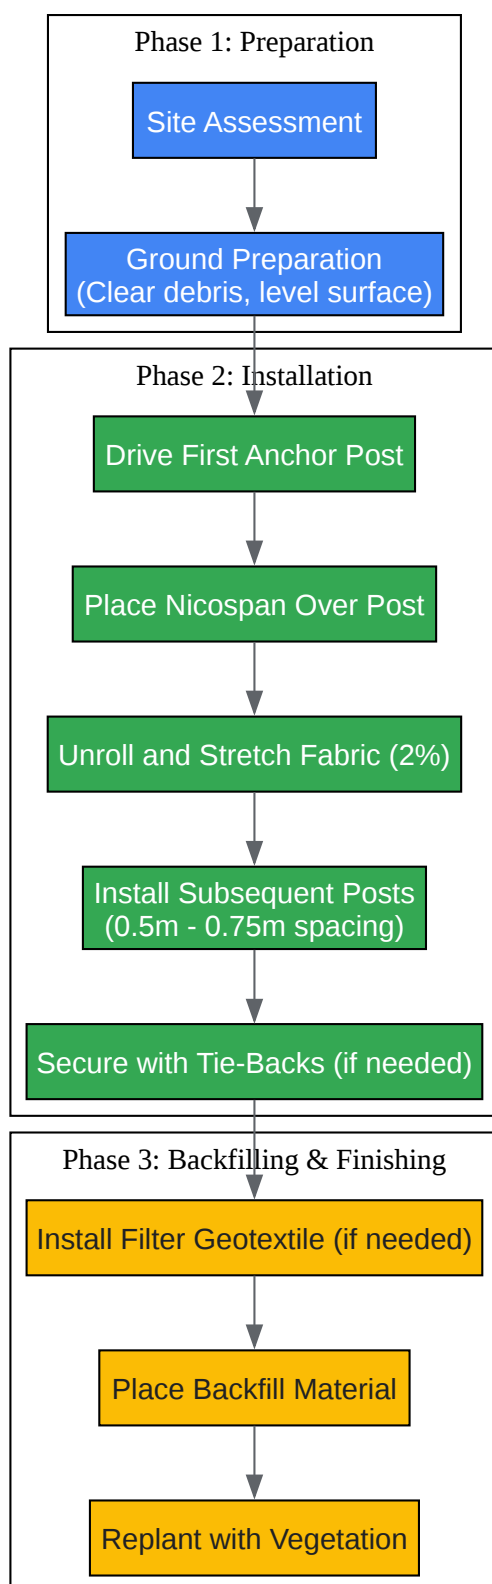 Phase 1: Preparation
Site Assessment
Ground Preparation
(Clear debris, level surface)
Phase 2: Installation
Drive First Anchor Post
Place Nicospan Over Post
Unroll and Stretch Fabric (2%)
Install Subsequent Posts
(0.5m - 0.75m spacing)
Secure with Tie-Backs (if needed)
Phase 3: Backfilling & Finishing
Install Filter Geotextile (if needed)
Place Backfill Material
Replant with Vegetation